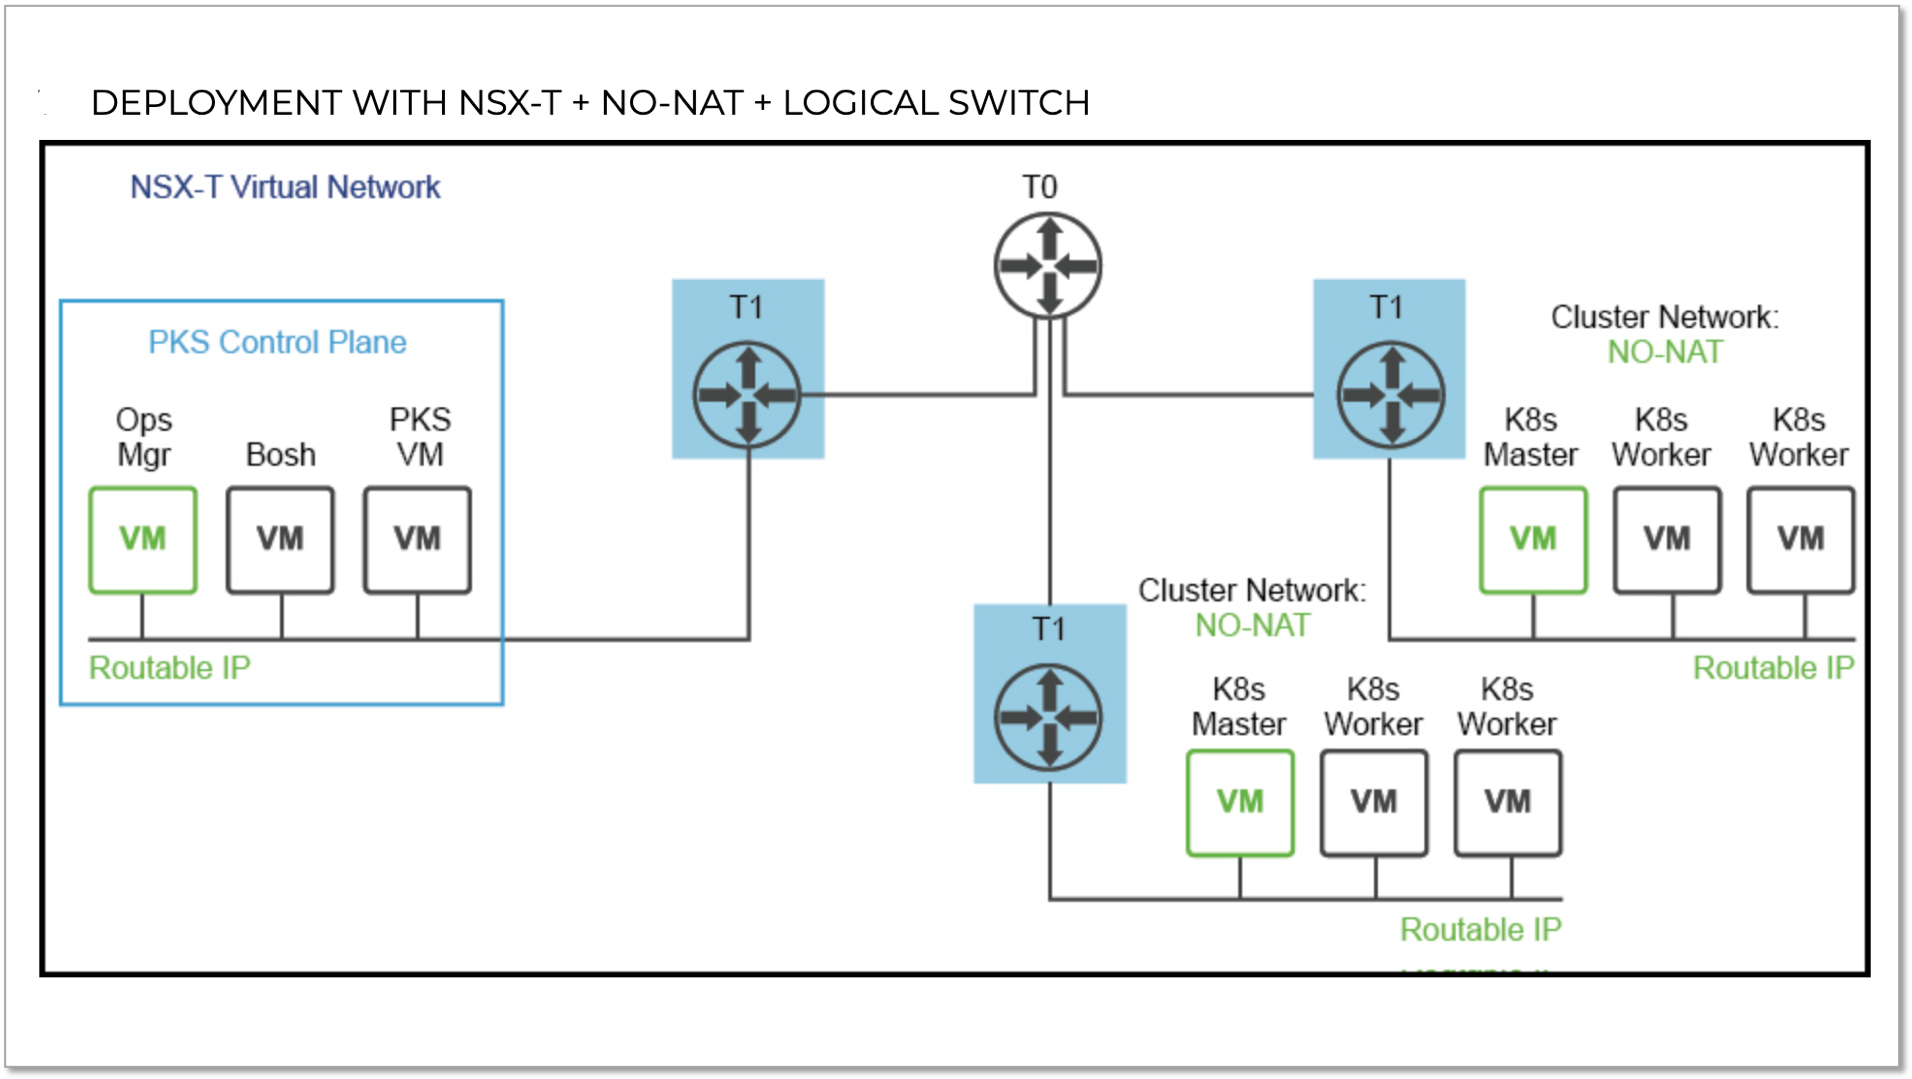 DEPLOYMENT WITH NSX-T + NO-NAT + LOGICAL SWITCH
NSX-T Virtual Network
T0
T1
T1
Cluster Network:
NO-NAT
PKS Control Plane
Ops
Mgr
Bosh
PKS
VM
VM
VM
VM
Routable IP
K8s
Master
K8s
Worker
K8s
Worker
VM
VM
VM
Routable IP
T1
Cluster Network:
NO-NAT
K8s
Master
K8s
Worker
K8s
Worker
VM
VM
VM
Routable IP